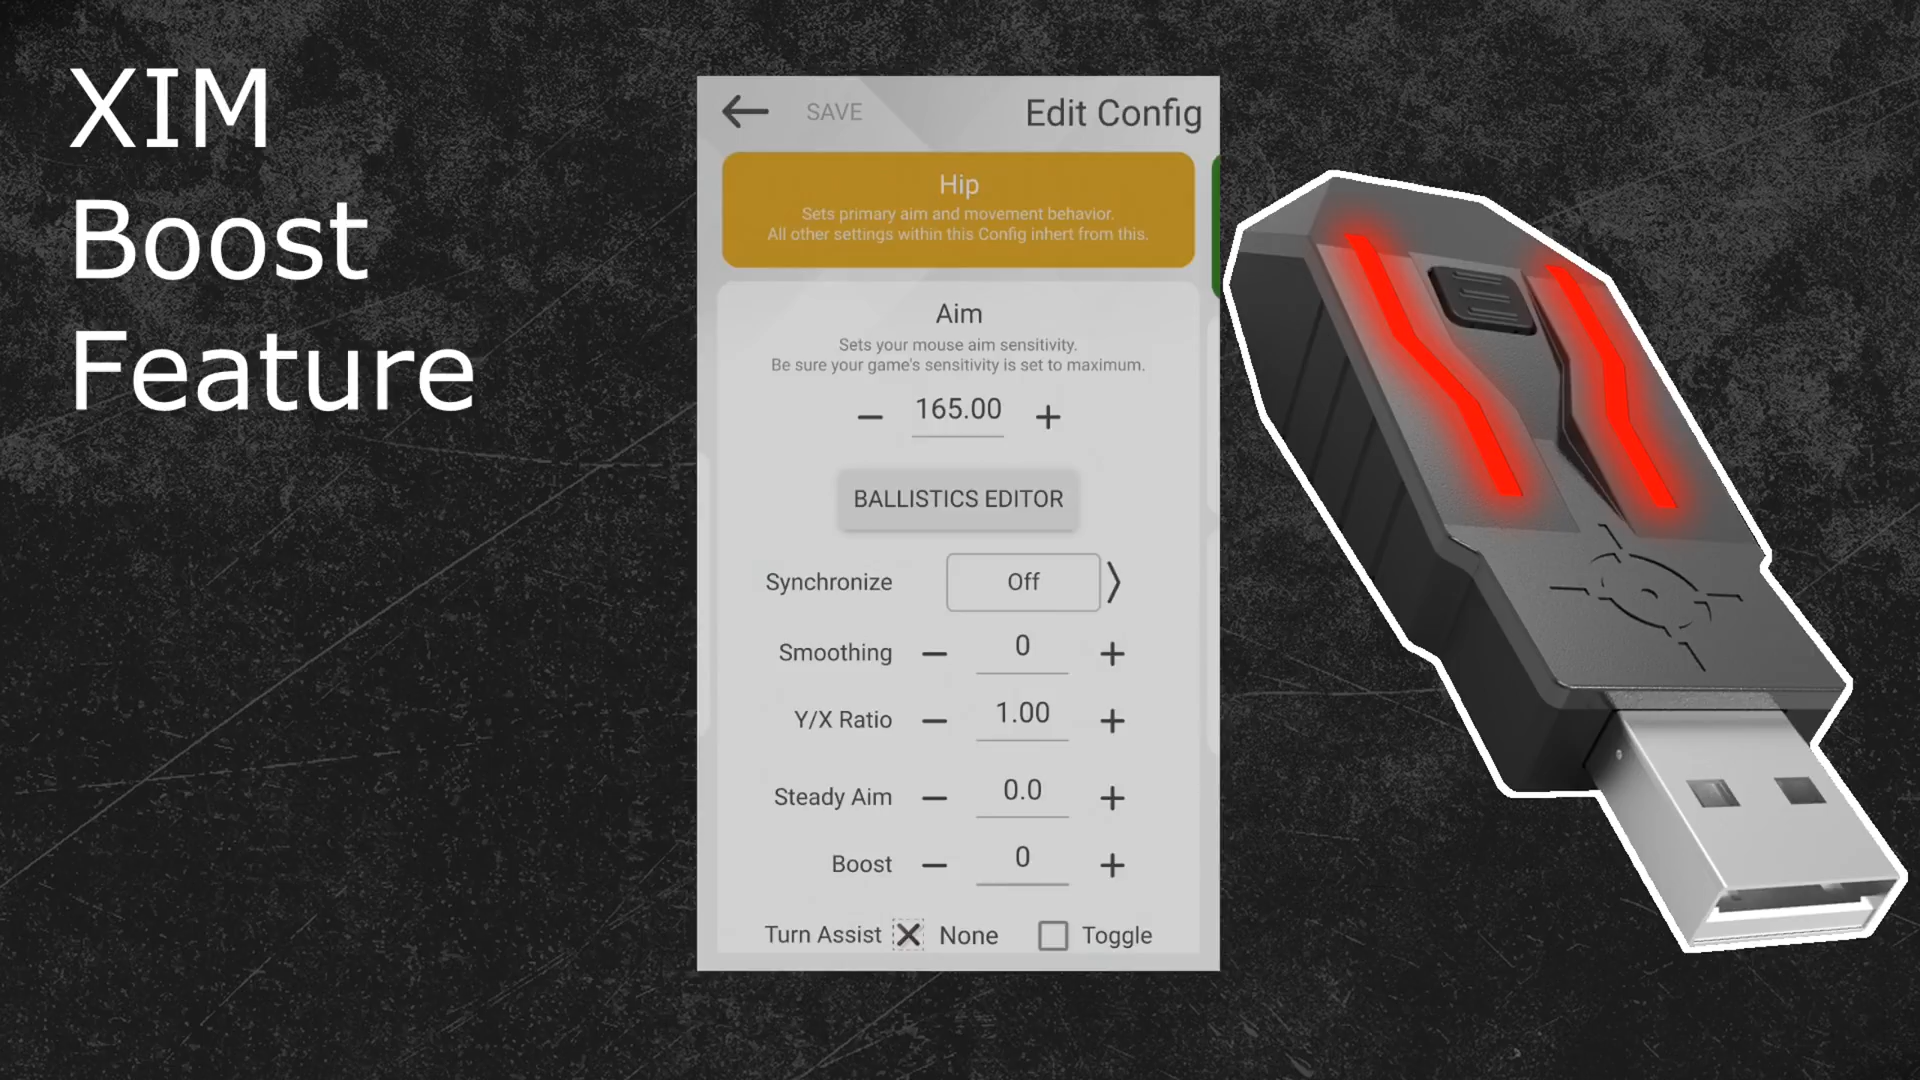 XIM
Boost
Feature
SAVE
Edit Config
Hip
Sets primary aim and movement behavior.
All other settings within this Config inhert from this.
Aim
Sets your mouse aim sensitivity.
Be sure your game's sensitivity is set to maximum.
— 165.00 +
BALLISTICS EDITOR
Synchronize Off
Smoothing — 0 +
Y/X Ratio — 1.00 +
Steady Aim — 0.0 +
Boost — 0 +
Turn Assist None Toggle